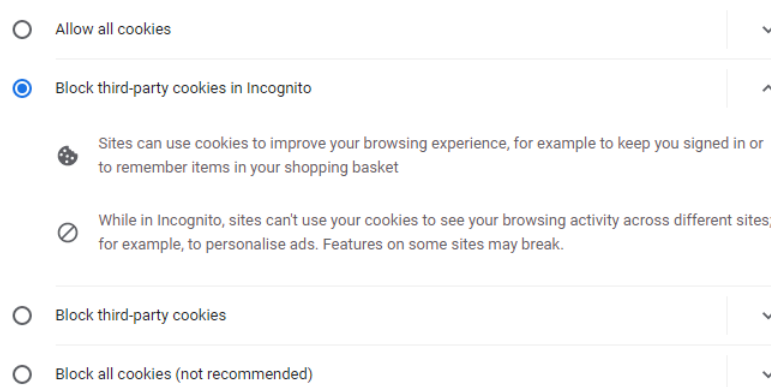 Allow all cookies
Block third-party cookies in Incognito
Sites can use cookies to improve your browsing experience, for example to keep you signed in or
to remember items in your shopping basket
While in Incognito, sites can't use your cookies to see your browsing activity across different sites;
for example, to personalise ads. Features on some sites may break.
Block third-party cookies
Block all cookies (not recommended)